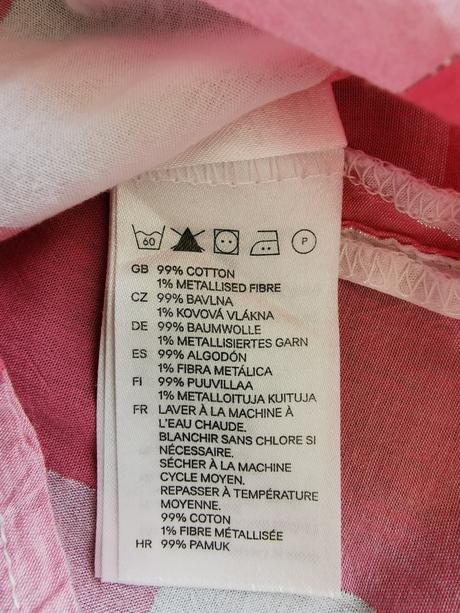 60 P
GB 99% COTTON
1% METALLISED FIBRE
CZ 99% BAVLNA
1% KOVOVÁ VLÁKNA
DE 99% BAUMWOLLE
1% METALLISIERTES GARN
ES 99% ALGODÓN
1% FIBRA METÁLICA
FI 99% PUUVILLAA
1% METALLOITUJA KUITUJA
FR LAVER À LA MACHINE À
L'EAU CHAUDE.
BLANCHIR SANS CHLORE SI
NÉCESSAIRE.
SÉCHER À LA MACHINE
CYCLE MOYEN.
REPASSER À TEMPÉRATURE
MOYENNE.
99% COTON
1% FIBRE MÉTALLISÉE
HR 99% PAMUK